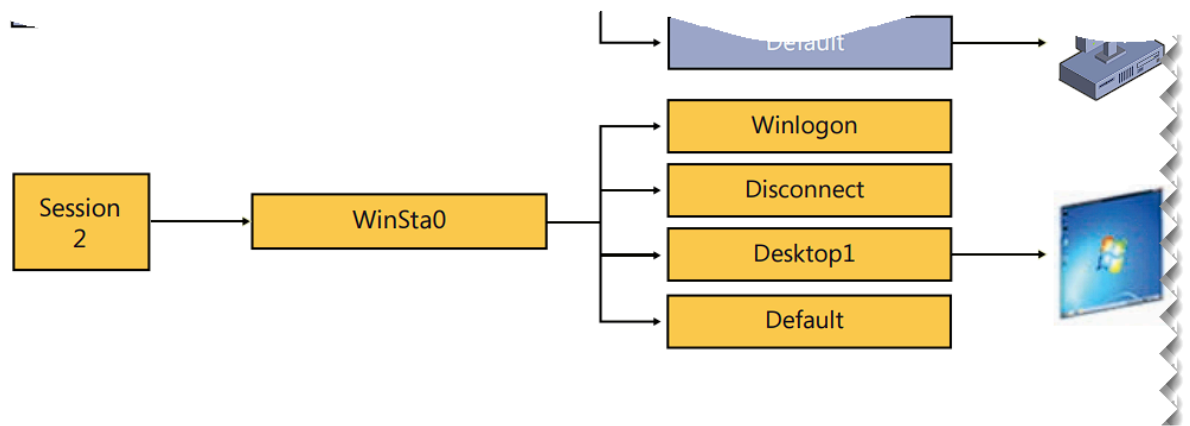 Default
Winlogon
Disconnect
Session
2
WinSta0
Desktop1
Default